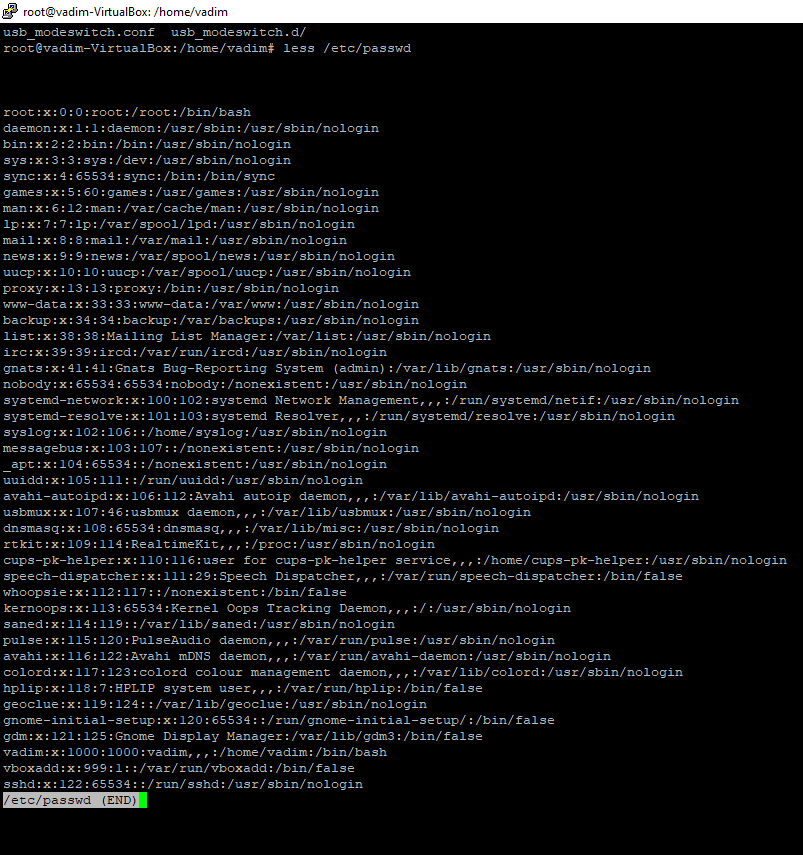 root@vadim-VirtualBox: /home/vadim
usb_modeswitch.conf  usb_modeswitch.d/
root@vadim-VirtualBox:/home/vadim# less /etc/passwd
root:x:0:0:root:/root:/bin/bash
daemon:x:1:1:daemon:/usr/sbin:/usr/sbin/nologin
bin:x:2:2:bin:/bin:/usr/sbin/nologin
sys:x:3:3:sys:/dev:/usr/sbin/nologin
sync:x:4:65534:sync:/bin:/bin/sync
games:x:5:60:games:/usr/games:/usr/sbin/nologin
man:x:6:12:man:/var/cache/man:/usr/sbin/nologin
lp:x:7:7:lp:/var/spool/lpd:/usr/sbin/nologin
mail:x:8:8:mail:/var/mail:/usr/sbin/nologin
news:x:9:9:news:/var/spool/news:/usr/sbin/nologin
uucp:x:10:10:uucp:/var/spool/uucp:/usr/sbin/nologin
proxy:x:13:13:proxy:/bin:/usr/sbin/nologin
www-data:x:33:33:www-data:/var/www:/usr/sbin/nologin
backup:x:34:34:backup:/var/backups:/usr/sbin/nologin
list:x:38:38:Mailing List Manager:/var/list:/usr/sbin/nologin
irc:x:39:39:ircd:/var/run/ircd:/usr/sbin/nologin
gnats:x:41:41:Gnats Bug-Reporting System (admin):/var/lib/gnats:/usr/sbin/nologin
nobody:x:65534:65534:nobody:/nonexistent:/usr/sbin/nologin
systemd-network:x:100:102:systemd Network Management,,,:/run/systemd/netif:/usr/sbin/nologin
systemd-resolve:x:101:103:systemd Resolver,,,:/run/systemd/resolve:/usr/sbin/nologin
syslog:x:102:106::/home/syslog:/usr/sbin/nologin
messagebus:x:103:107::/nonexistent:/usr/sbin/nologin
_apt:x:104:65534::/nonexistent:/usr/sbin/nologin
uuidd:x:105:111::/run/uuidd:/usr/sbin/nologin
avahi-autoipd:x:106:112:Avahi autoip daemon,,,:/var/lib/avahi-autoipd:/usr/sbin/nologin
usbmux:x:107:46:usbmux daemon,,,:/var/lib/usbmux:/usr/sbin/nologin
dnsmasq:x:108:65534:dnsmasq,,,:/var/lib/misc:/usr/sbin/nologin
rtkit:x:109:114:RealtimeKit,,,:/proc:/usr/sbin/nologin
cups-pk-helper:x:110:116:user for cups-pk-helper service,,,:/home/cups-pk-helper:/usr/sbin/nologin
speech-dispatcher:x:111:29:Speech Dispatcher,,,:/var/run/speech-dispatcher:/bin/false
whoopsie:x:112:117::/nonexistent:/bin/false
kernoops:x:113:65534:Kernel Oops Tracking Daemon,,,:/:/usr/sbin/nologin
saned:x:114:119::/var/lib/saned:/usr/sbin/nologin
pulse:x:115:120:PulseAudio daemon,,,:/var/run/pulse:/usr/sbin/nologin
avahi:x:116:122:Avahi mDNS daemon,,,:/var/run/avahi-daemon:/usr/sbin/nologin
colord:x:117:123:colord colour management daemon,,,:/var/lib/colord:/usr/sbin/nologin
hplip:x:118:7:HPLIP system user,,,:/var/run/hplip:/bin/false
geoclue:x:119:124::/var/lib/geoclue:/usr/sbin/nologin
gnome-initial-setup:x:120:65534::/run/gnome-initial-setup/:/bin/false
gdm:x:121:125:Gnome Display Manager:/var/lib/gdm3:/bin/false
vadim:x:1000:1000:vadim,,,:/home/vadim:/bin/bash
vboxadd:x:999:1::/var/run/vboxadd:/bin/false
sshd:x:122:65534::/run/sshd:/usr/sbin/nologin
/etc/passwd (END)